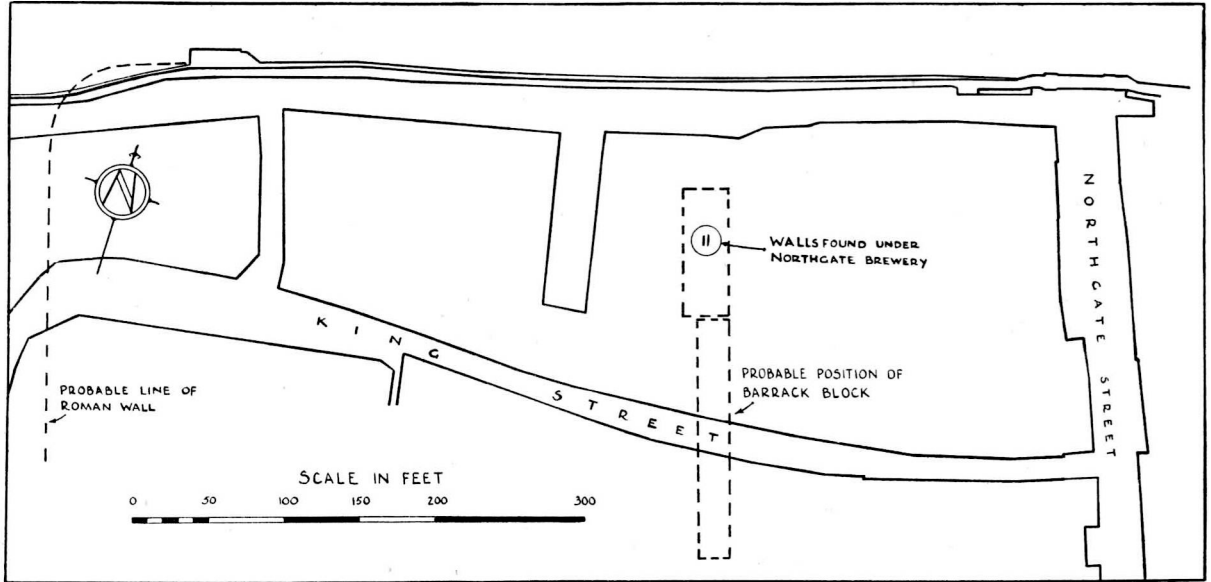 N
11
WALLS FOUND UNDER
NORTHGATE BREWERY
NORTHGATE STREET
KING STREET
PROBABLE LINE OF
ROMAN WALL
PROBABLE POSITION OF
BARRACK BLOCK
SCALE IN FEET
0 50 100 150 200 300